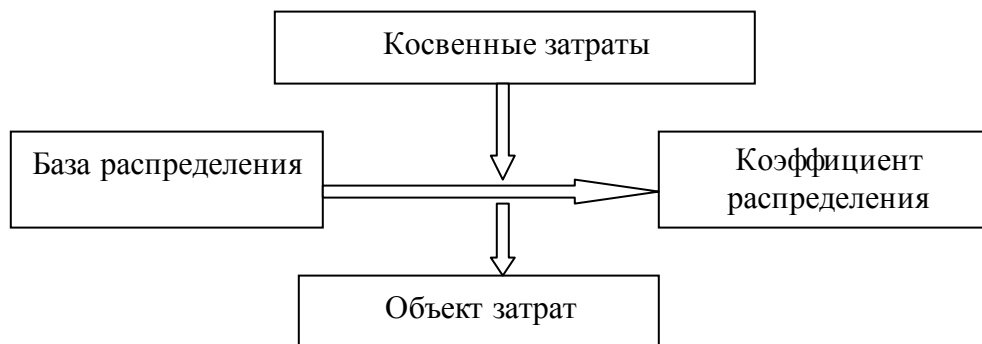 Косвенные затраты
База распределения
Коэффициент
распределения
Объект затрат